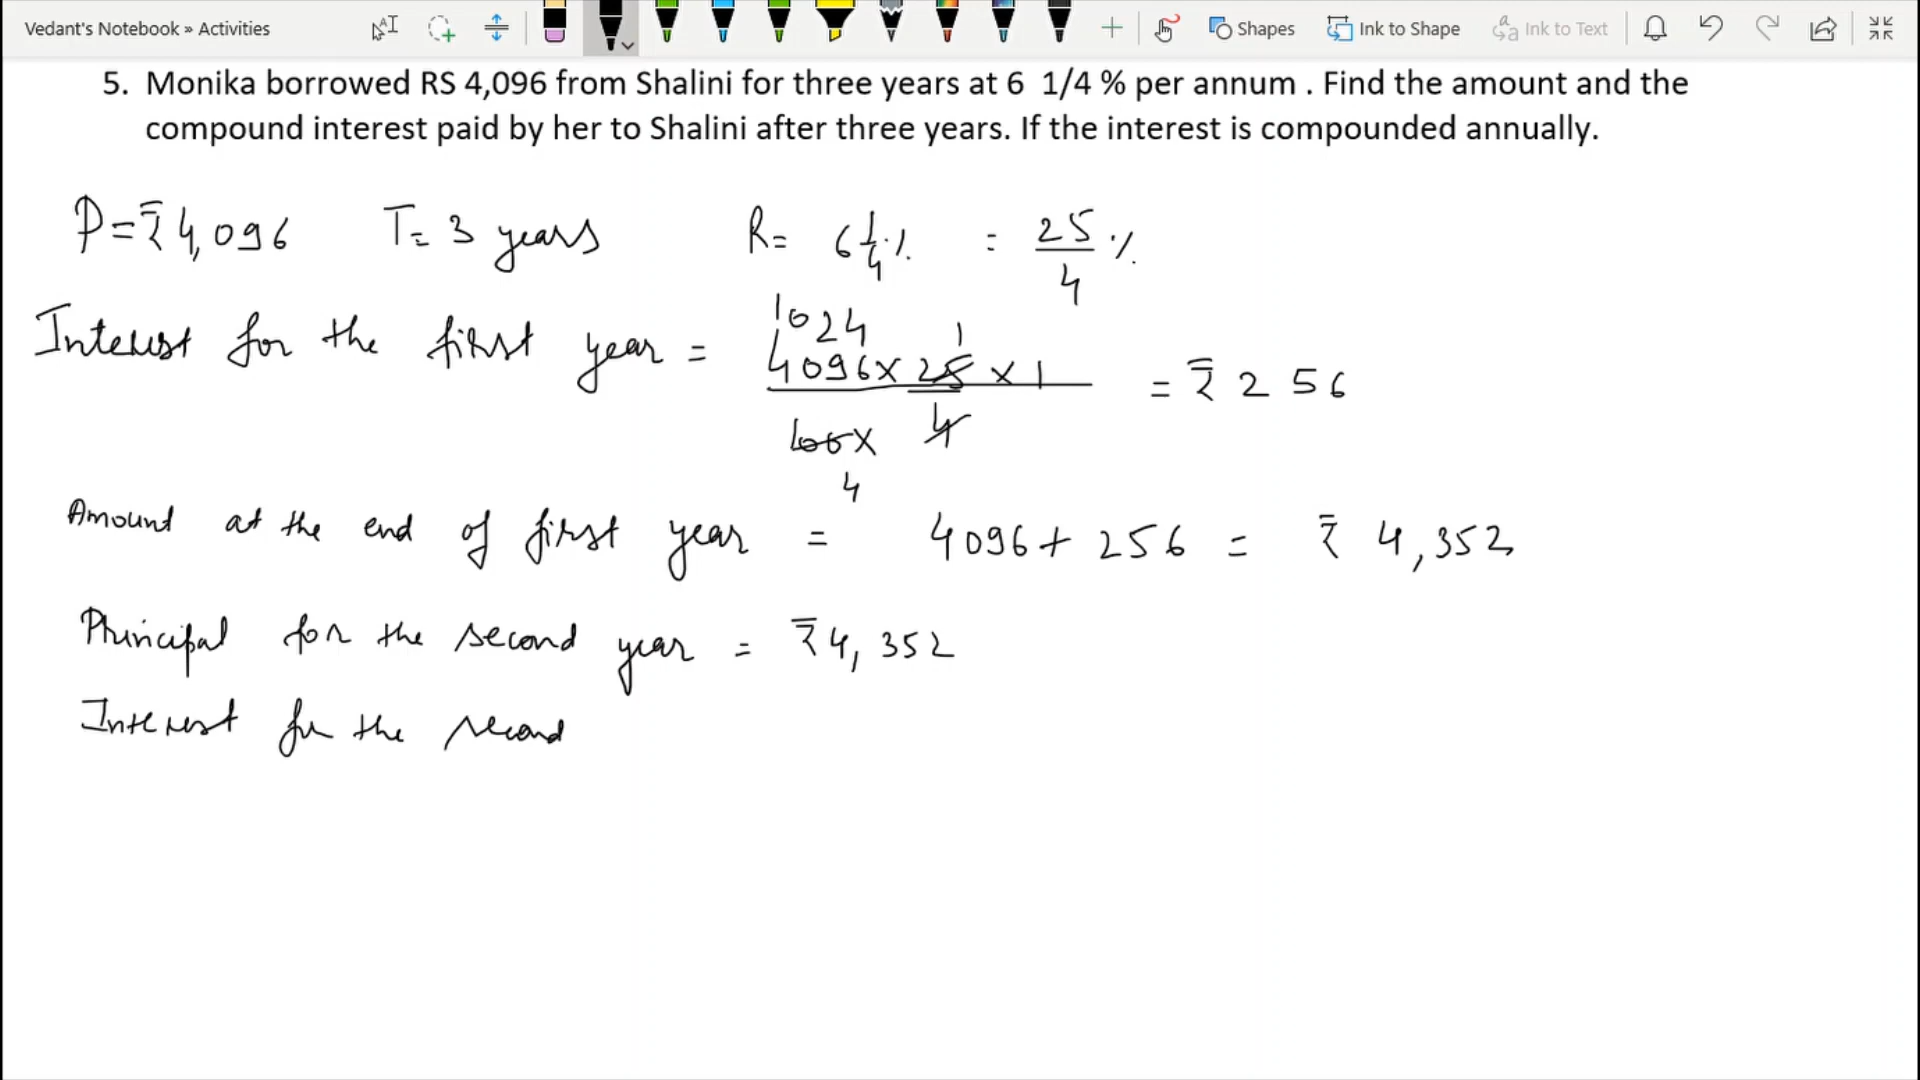 Vedant's Notebook » Activities Shapes Ink to Shape Ink to Text
5. Monika borrowed RS 4,096 from Shalini for three years at 6 1/4 % per annum . Find the amount and the
compound interest paid by her to Shalini after three years. If the interest is compounded annually.
P=₹4,096 T= 3 years R= 6 1/4 % = 25/4 %
1024 1
Interest for the first year = 4096 x 25 x 1 = ₹ 256
100 x 4
4
Amount at the end of first year = 4096 + 256 = ₹ 4,352
Principal for the second year = ₹4,352
Interest for the second